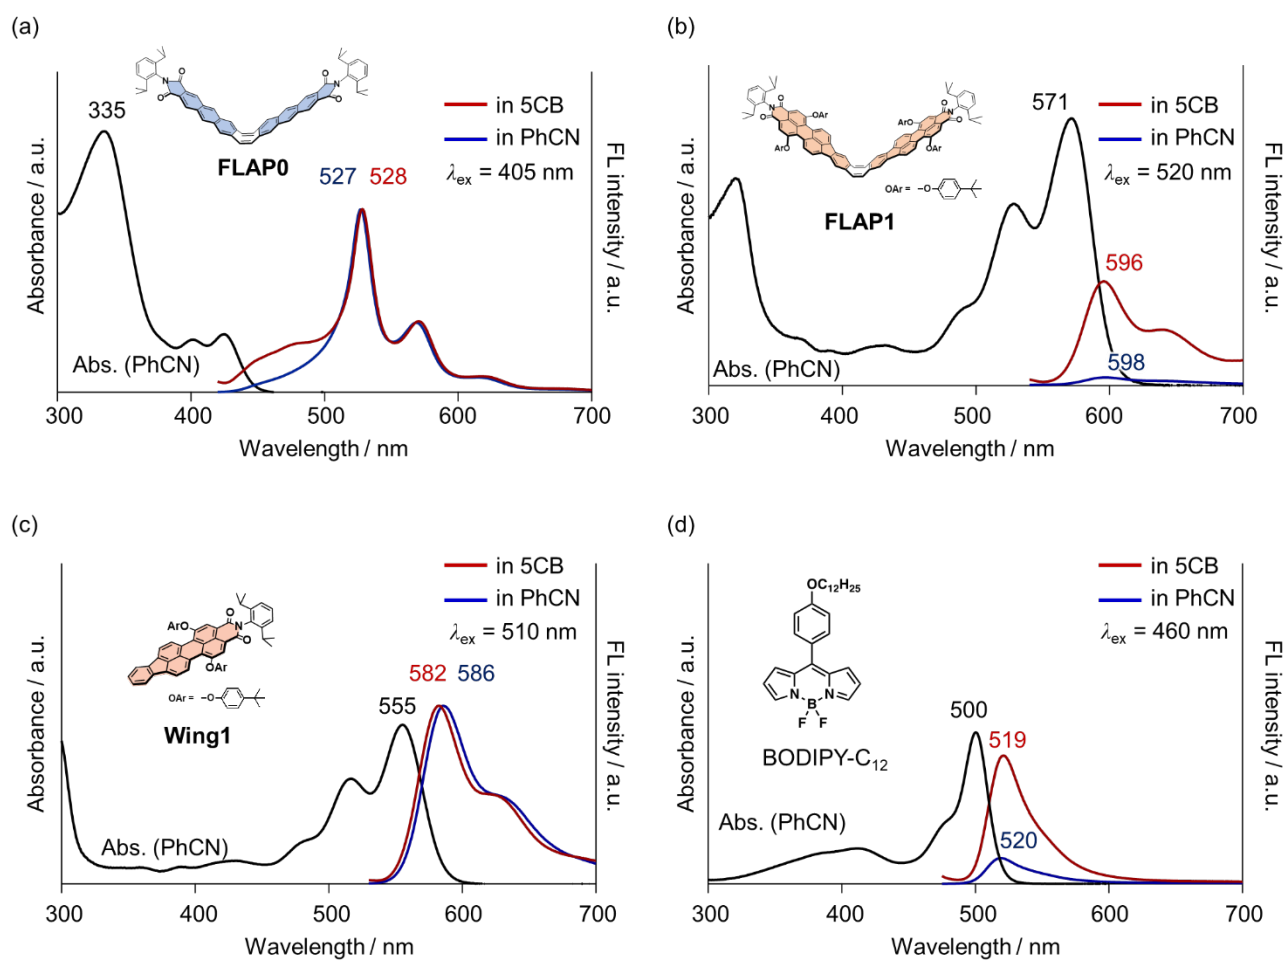 (a)
335
FLAP0
in 5CB
in PhCN
λex = 405 nm
527 528
Abs. (PhCN)
Absorbance / a.u.
FL intensity / a.u.
300 400 500 600 700
Wavelength / nm
O
N
O
O
N
O
(b)
571
in 5CB
in PhCN
λex = 520 nm
OAr
ArO
ArO
OAr
O
N
O
O
N
O
OAr = –O
FLAP1
596
598
Abs. (PhCN)
Absorbance / a.u.
FL intensity / a.u.
300 400 500 600 700
Wavelength / nm
(c)
in 5CB
in PhCN
λex = 510 nm
ArO
O
N
O
OAr
OAr = –O
Wing1
582 586
555
Abs. (PhCN)
Absorbance / a.u.
FL intensity / a.u.
300 400 500 600 700
Wavelength / nm
(d)
OC12H25
in 5CB
in PhCN
λex = 460 nm
N B N
F F
BODIPY-C12
500
519
520
Abs. (PhCN)
Absorbance / a.u.
FL intensity / a.u.
300 400 500 600 700
Wavelength / nm